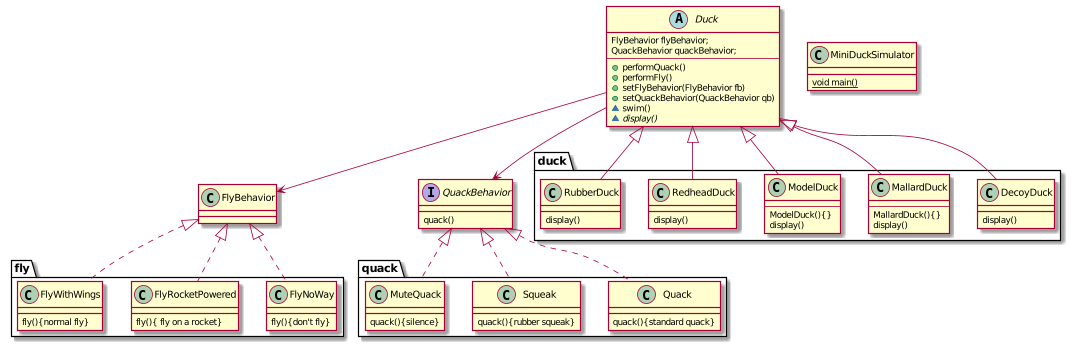 A Duck
FlyBehavior flyBehavior;
QuackBehavior quackBehavior;
performQuack()
performFly()
setFlyBehavior(FlyBehavior fb)
setQuackBehavior(QuackBehavior qb)
swim()
display()
C MiniDuckSimulator
void main()
duck
C RubberDuck
display()
C RedheadDuck
display()
C ModelDuck
ModelDuck(){}
display()
C MallardDuck
MallardDuck(){}
display()
C DecoyDuck
display()
C FlyBehavior
I QuackBehavior
quack()
fly
C FlyWithWings
fly(){normal fly}
C FlyRocketPowered
fly(){ fly on a rocket}
C FlyNoWay
fly(){don't fly}
quack
C MuteQuack
quack(){silence}
C Squeak
quack(){rubber squeak}
C Quack
quack(){standard quack}